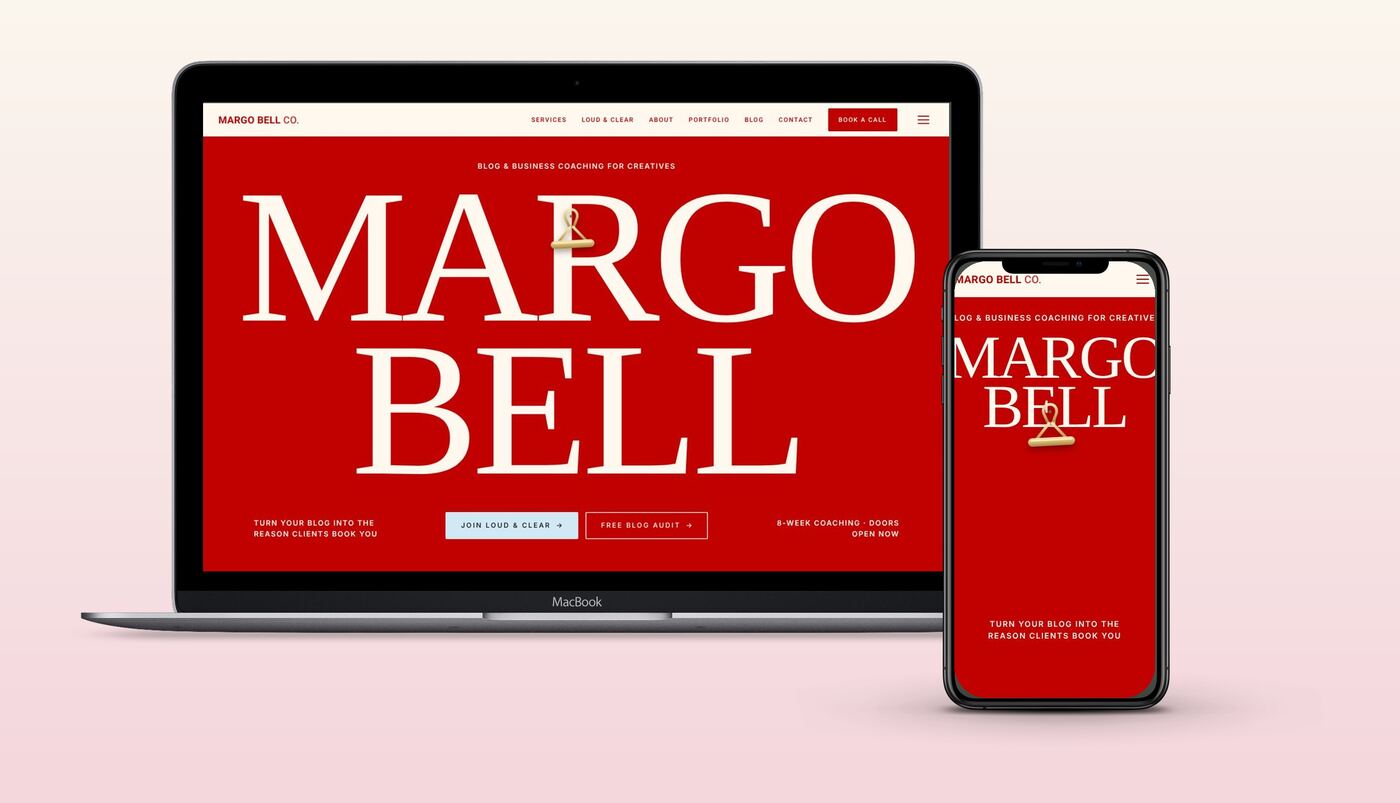 MARGO BELL CO.
SERVICES LOUD & CLEAR ABOUT PORTFOLIO BLOG CONTACT BOOK A CALL
BLOG & BUSINESS COACHING FOR CREATIVES
MARGO
BELL
TURN YOUR BLOG INTO THE
REASON CLIENTS BOOK YOU
JOIN LOUD & CLEAR →
FREE BLOG AUDIT →
8-WEEK COACHING · DOORS
OPEN NOW
MacBook
MARGO BELL CO.
LOG & BUSINESS COACHING FOR CREATIVE
MARGO
BELL
TURN YOUR BLOG INTO THE
REASON CLIENTS BOOK YOU